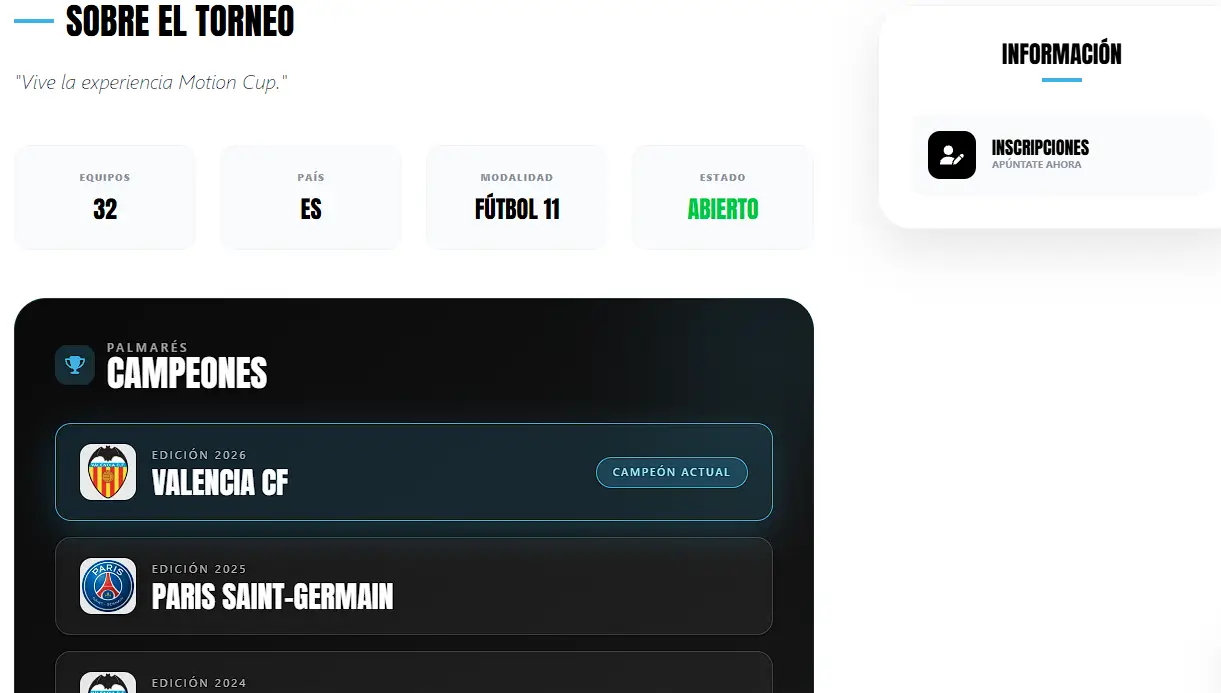 SOBRE EL TORNEO
"Vive la experiencia Motion Cup."
EQUIPOS
32
PAÍS
ES
MODALIDAD
FÚTBOL 11
ESTADO
ABIERTO
PALMARÉS
CAMPEONES
EDICIÓN 2026
VALENCIA CF
CAMPEÓN ACTUAL
EDICIÓN 2025
PARIS SAINT-GERMAIN
PARIS
EDICIÓN 2024
INFORMACIÓN
INSCRIPCIONES
APÚNTATE AHORA